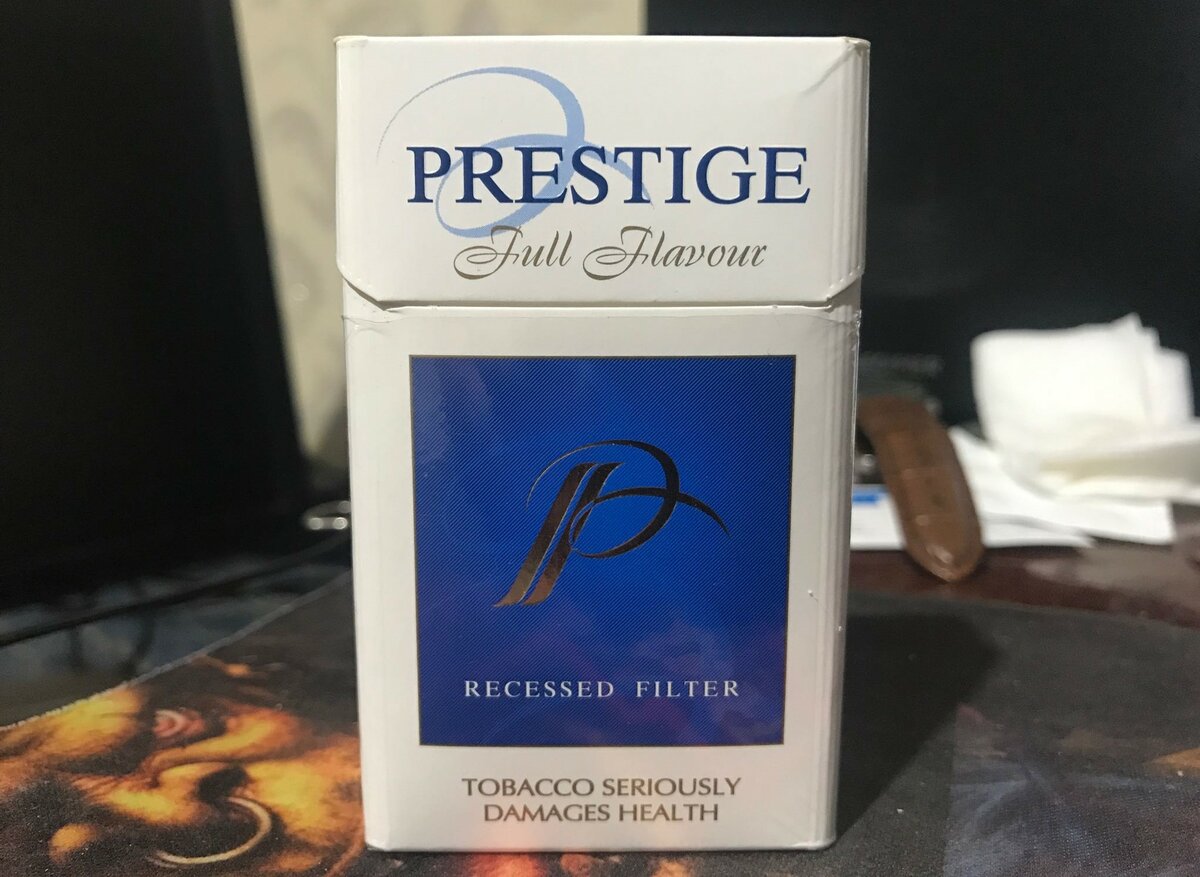 PRESTIGE
Full Flavour
P
RECESSED FILTER
TOBACCO SERIOUSLY
DAMAGES HEALTH